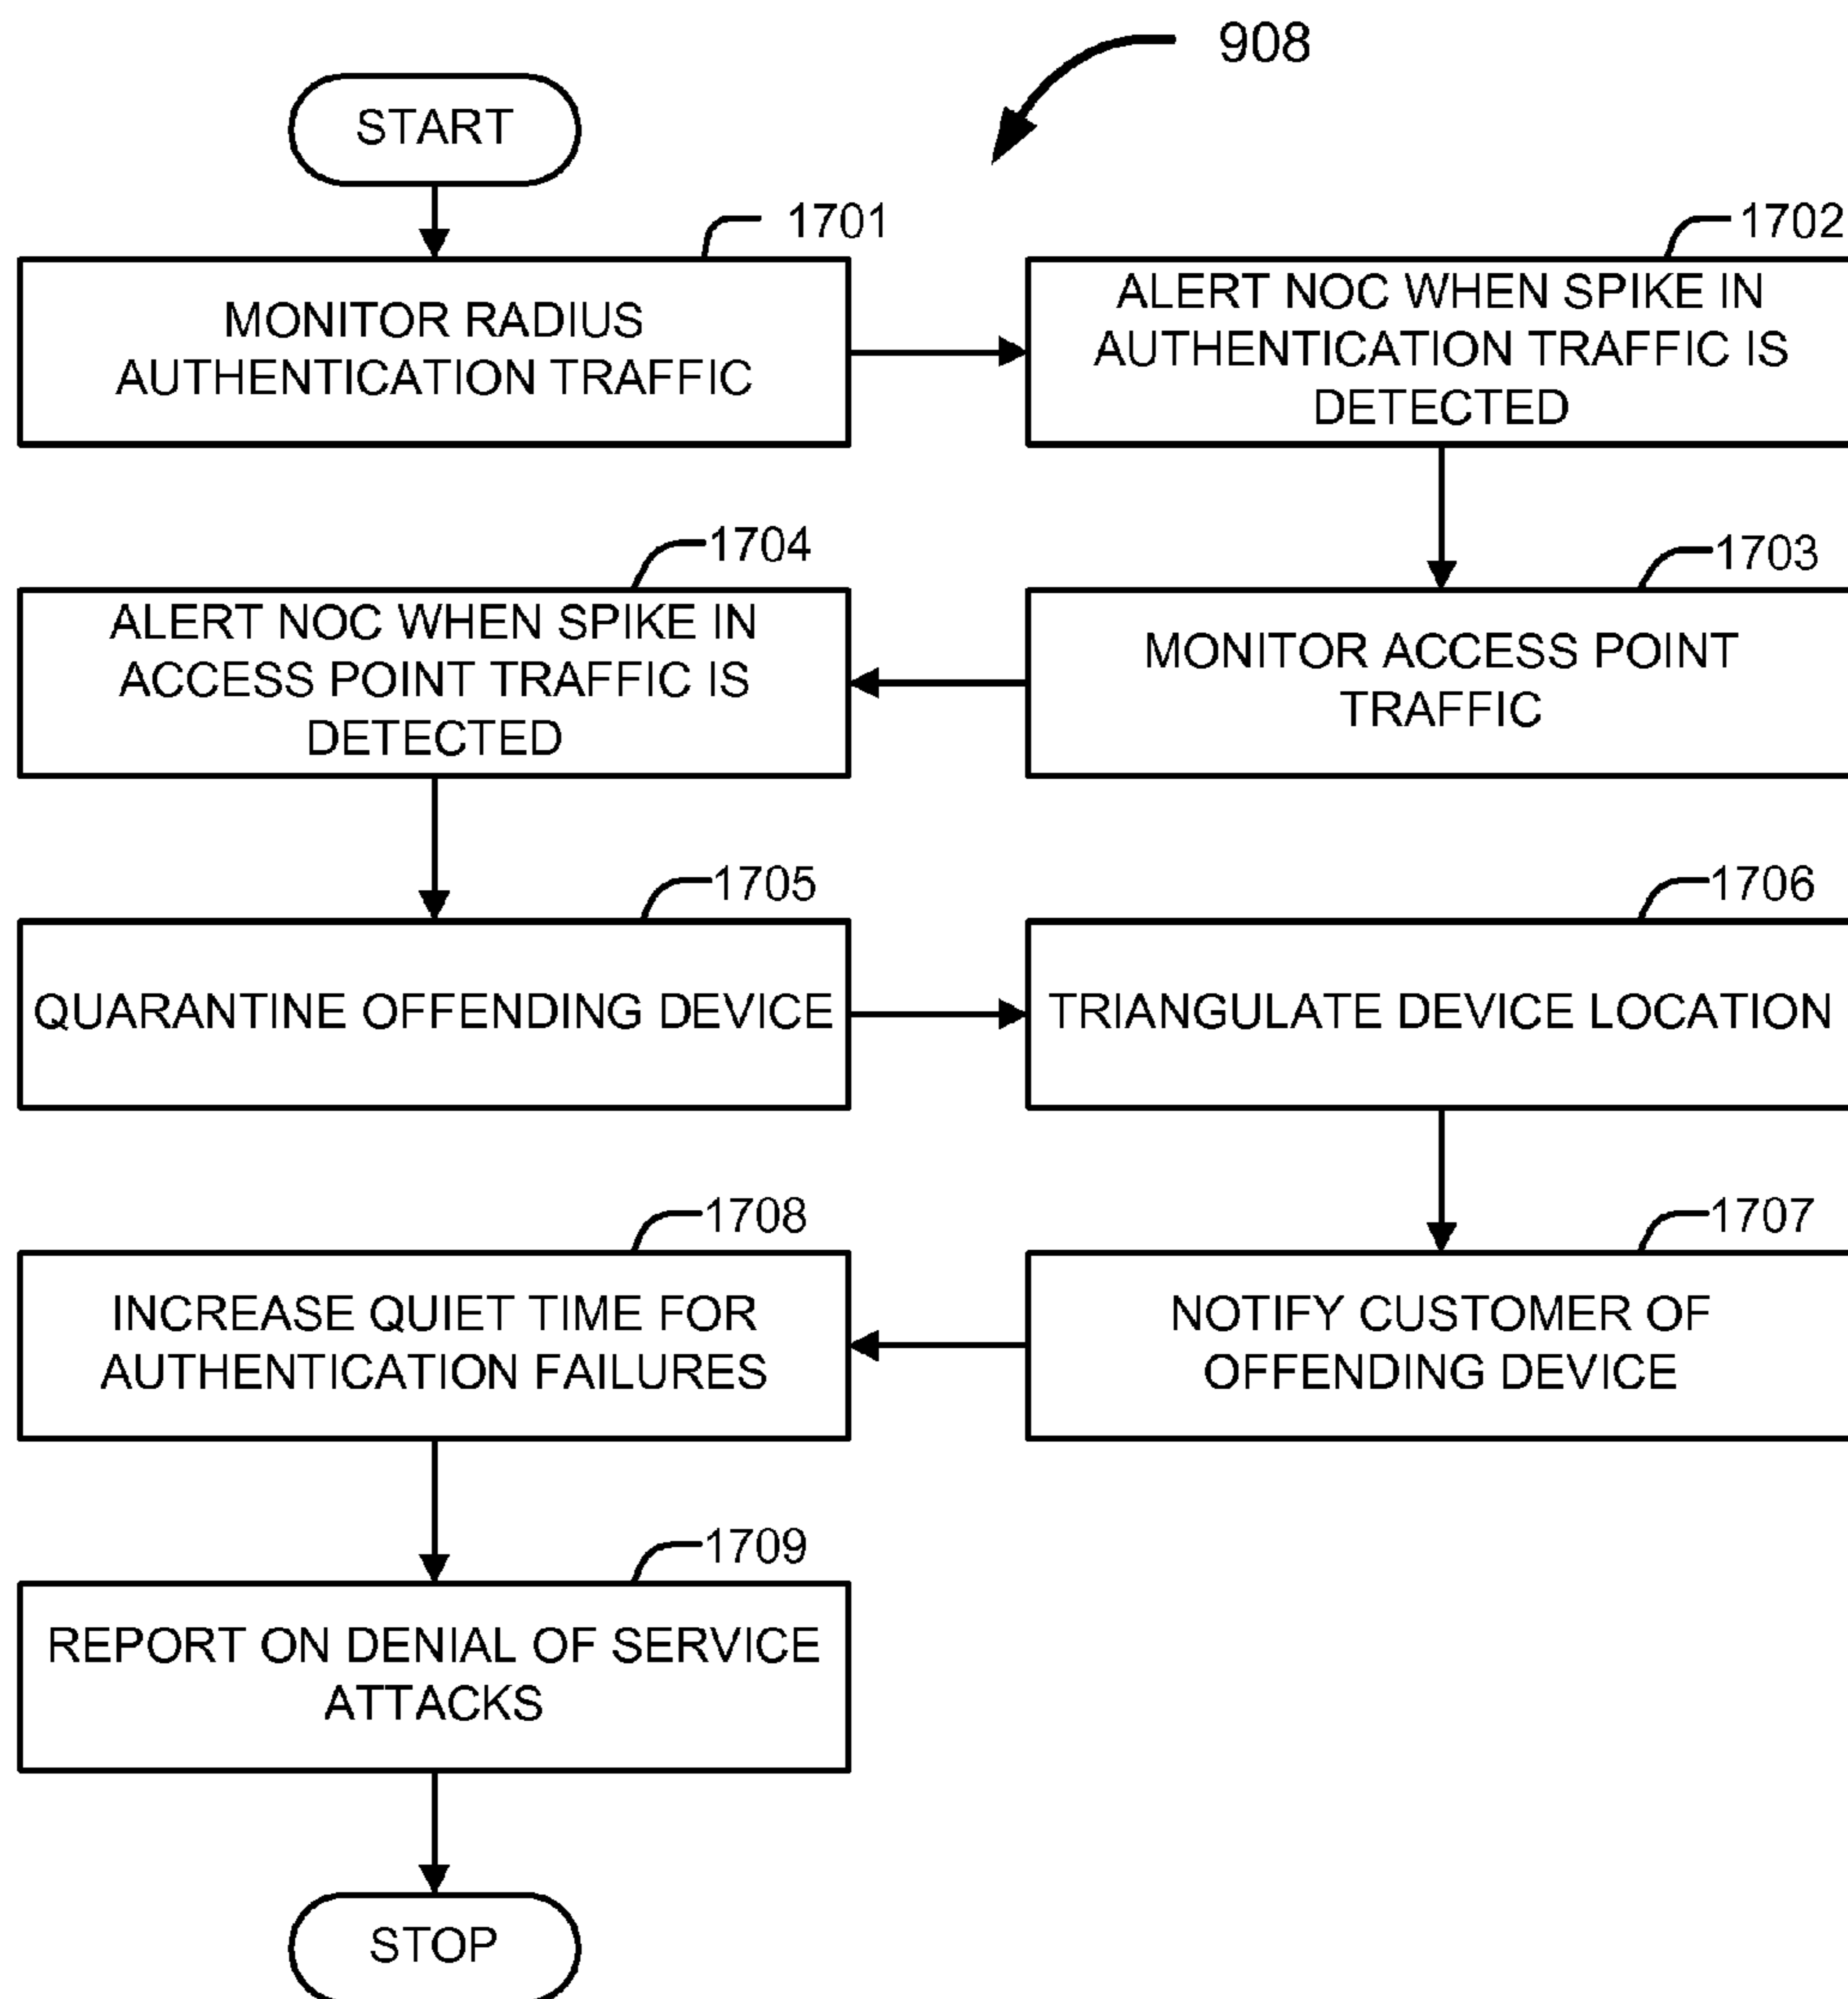 908
START
1701
MONITOR RADIUS
AUTHENTICATION TRAFFIC
1702
ALERT NOC WHEN SPIKE IN
AUTHENTICATION TRAFFIC IS
DETECTED
1703
MONITOR ACCESS POINT
TRAFFIC
1704
ALERT NOC WHEN SPIKE IN
ACCESS POINT TRAFFIC IS
DETECTED
1705
QUARANTINE OFFENDING DEVICE
1706
TRIANGULATE DEVICE LOCATION
1707
NOTIFY CUSTOMER OF
OFFENDING DEVICE
1708
INCREASE QUIET TIME FOR
AUTHENTICATION FAILURES
1709
REPORT ON DENIAL OF SERVICE
ATTACKS
STOP